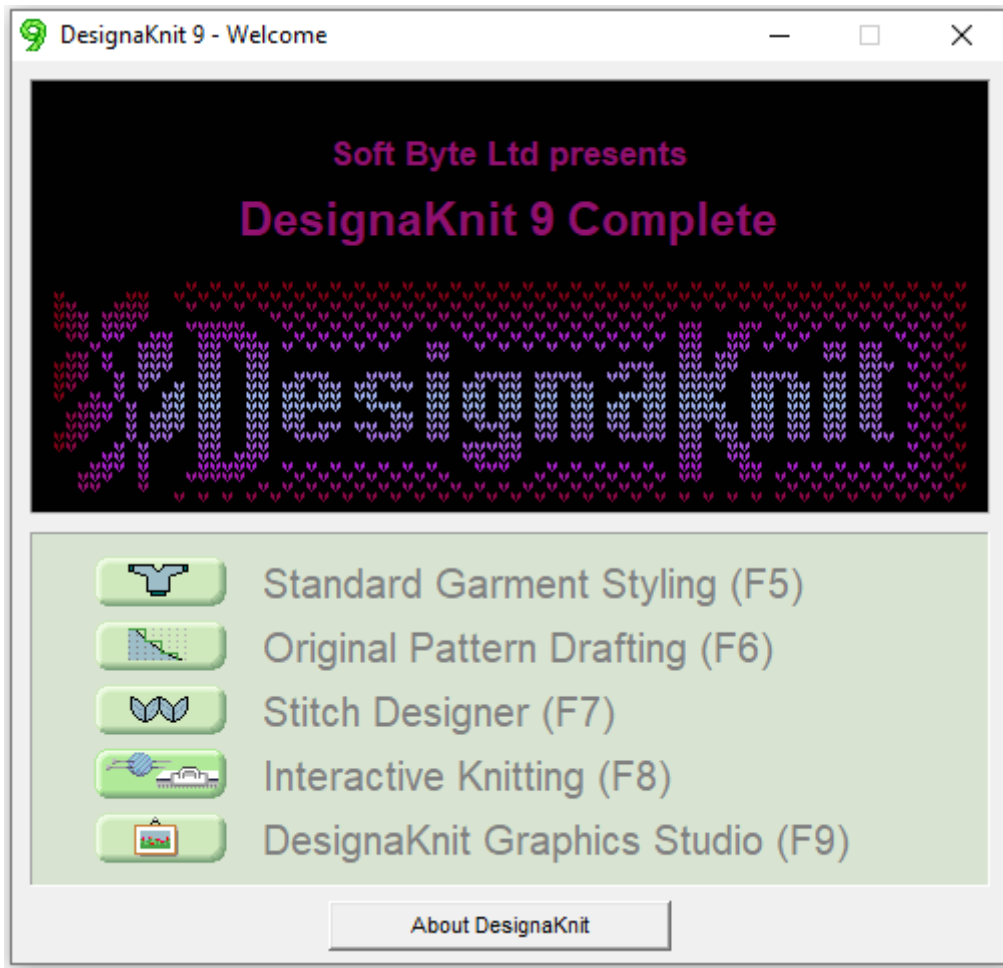 DesignaKnit 9 - Welcome
Soft Byte Ltd presents
DesignaKnit 9 Complete
DesignaKnit
Standard Garment Styling (F5)
Original Pattern Drafting (F6)
Stitch Designer (F7)
Interactive Knitting (F8)
DesignaKnit Graphics Studio (F9)
About DesignaKnit